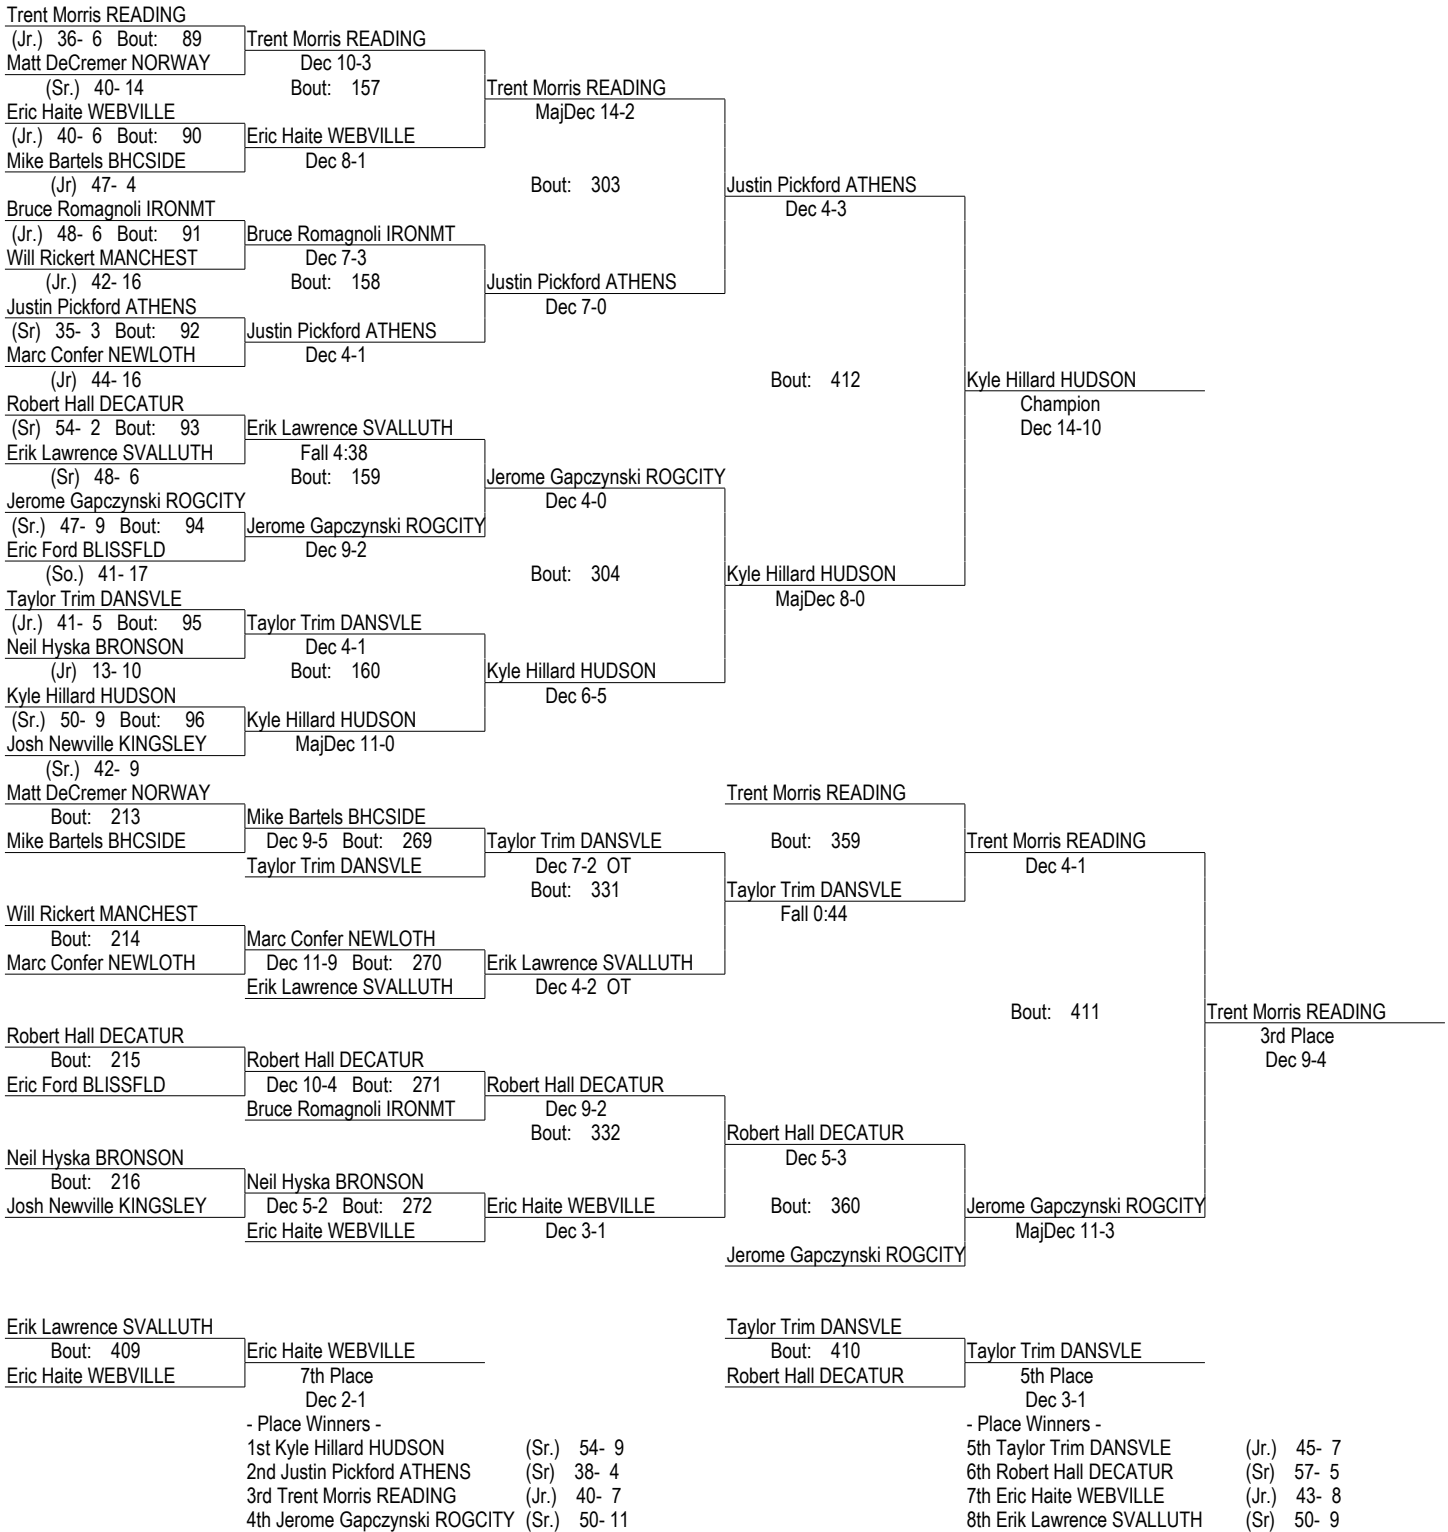 Trent Morris READING
(Jr.) 36- 6 Bout: 89 Trent Morris READING
Matt DeCremer NORWAY Dec 10-3
(Sr.) 40- 14 Bout: 157 Trent Morris READING
Eric Haite WEBVILLE MajDec 14-2
(Jr.) 40- 6 Bout: 90 Eric Haite WEBVILLE
Mike Bartels BHCSIDE Dec 8-1
(Jr) 47- 4 Bout: 303 Justin Pickford ATHENS
Bruce Romagnoli IRONMT Dec 4-3
(Jr.) 48- 6 Bout: 91 Bruce Romagnoli IRONMT
Will Rickert MANCHEST Dec 7-3
(Jr.) 42- 16 Bout: 158 Justin Pickford ATHENS
Justin Pickford ATHENS Dec 7-0
(Sr) 35- 3 Bout: 92 Justin Pickford ATHENS
Marc Confer NEWLOTH Dec 4-1
(Jr) 44- 16 Bout: 412 Kyle Hillard HUDSON
Robert Hall DECATUR Champion
(Sr) 54- 2 Bout: 93 Erik Lawrence SVALLUTH Dec 14-10
Erik Lawrence SVALLUTH Fall 4:38
(Sr) 48- 6 Bout: 159 Jerome Gapczynski ROGCITY
Jerome Gapczynski ROGCITY Dec 4-0
(Sr.) 47- 9 Bout: 94 Jerome Gapczynski ROGCITY
Eric Ford BLISSFLD Dec 9-2
(So.) 41- 17 Bout: 304 Kyle Hillard HUDSON
Taylor Trim DANSVLE MajDec 8-0
(Jr.) 41- 5 Bout: 95 Taylor Trim DANSVLE
Neil Hyska BRONSON Dec 4-1
(Jr) 13- 10 Bout: 160 Kyle Hillard HUDSON
Kyle Hillard HUDSON Dec 6-5
(Sr.) 50- 9 Bout: 96 Kyle Hillard HUDSON
Josh Newville KINGSLEY MajDec 11-0
(Sr.) 42- 9
Matt DeCremer NORWAY Trent Morris READING
Bout: 213 Mike Bartels BHCSIDE
Mike Bartels BHCSIDE Dec 9-5 Bout: 269 Taylor Trim DANSVLE Bout: 359 Trent Morris READING
Taylor Trim DANSVLE Dec 7-2 OT Dec 4-1
Bout: 331 Taylor Trim DANSVLE
Will Rickert MANCHEST Fall 0:44
Bout: 214 Marc Confer NEWLOTH
Marc Confer NEWLOTH Dec 11-9 Bout: 270 Erik Lawrence SVALLUTH
Erik Lawrence SVALLUTH Dec 4-2 OT
Bout: 411 Trent Morris READING
Robert Hall DECATUR 3rd Place
Bout: 215 Robert Hall DECATUR Dec 9-4
Eric Ford BLISSFLD Dec 10-4 Bout: 271 Robert Hall DECATUR
Bruce Romagnoli IRONMT Dec 9-2
Bout: 332 Robert Hall DECATUR
Neil Hyska BRONSON Dec 5-3
Bout: 216 Neil Hyska BRONSON
Josh Newville KINGSLEY Dec 5-2 Bout: 272 Eric Haite WEBVILLE Bout: 360 Jerome Gapczynski ROGCITY
Eric Haite WEBVILLE Dec 3-1 MajDec 11-3
Jerome Gapczynski ROGCITY
Erik Lawrence SVALLUTH Taylor Trim DANSVLE
Bout: 409 Eric Haite WEBVILLE Bout: 410 Taylor Trim DANSVLE
Eric Haite WEBVILLE 7th Place Robert Hall DECATUR 5th Place
Dec 2-1 Dec 3-1
- Place Winners - - Place Winners -
1st Kyle Hillard HUDSON (Sr.) 54- 9 5th Taylor Trim DANSVLE (Jr.) 45- 7
2nd Justin Pickford ATHENS (Sr) 38- 4 6th Robert Hall DECATUR (Sr) 57- 5
3rd Trent Morris READING (Jr.) 40- 7 7th Eric Haite WEBVILLE (Jr.) 43- 8
4th Jerome Gapczynski ROGCITY (Sr.) 50- 11 8th Erik Lawrence SVALLUTH (Sr) 50- 9